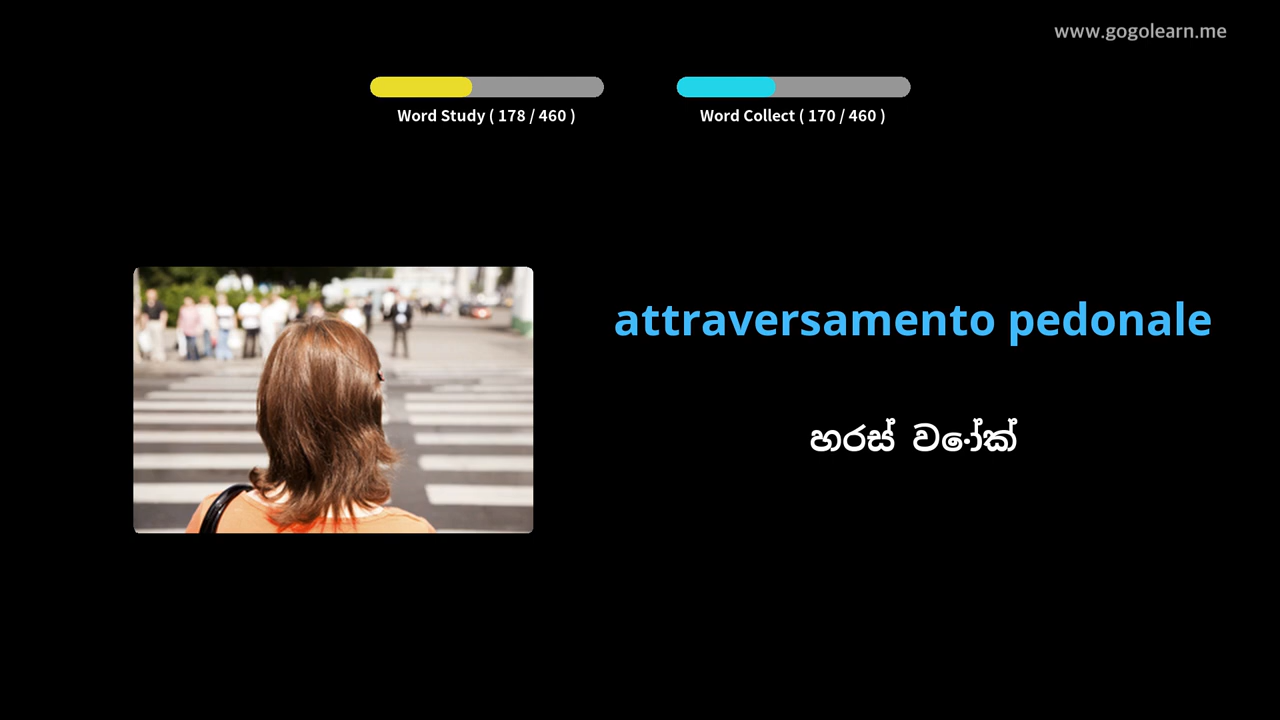 www.gogolearn.me
Word Study ( 178 / 460 )
Word Collect ( 170 / 460 )
attraversamento pedonale
හරස් වෝක්